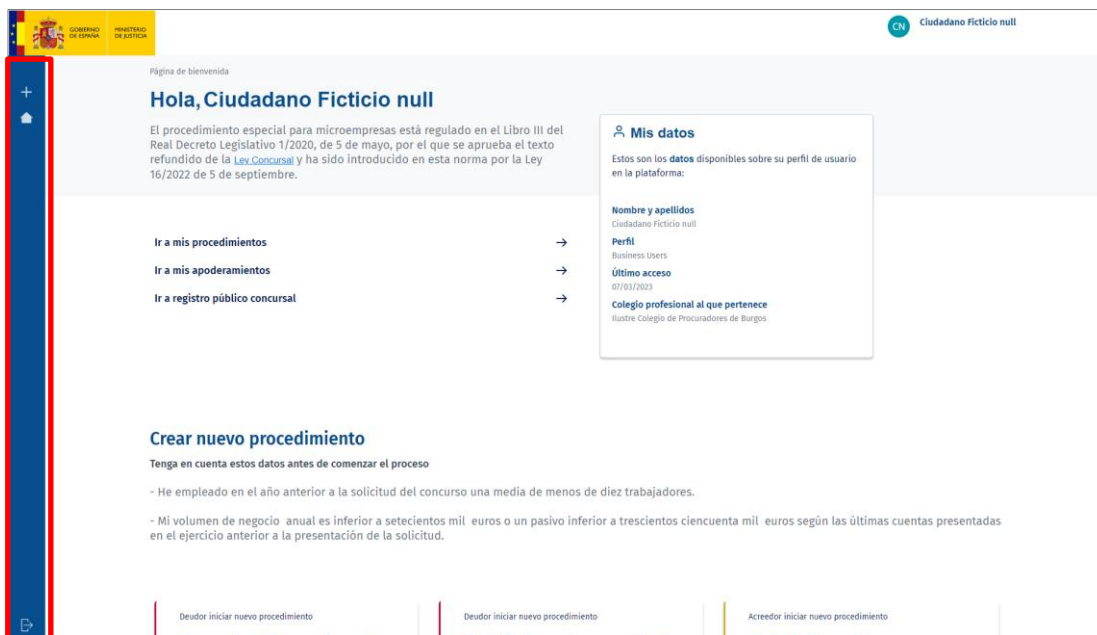 GOBIERNO
DE ESPAÑA
MINISTERIO
DE JUSTICIA
CN
Ciudadano Ficticio null
Página de bienvenida
Hola, Ciudadano Ficticio null
El procedimiento especial para microempresas está regulado en el Libro III del
Real Decreto Legislativo 1/2020, de 5 de mayo, por el que se aprueba el texto
refundido de la Ley Concursal y ha sido introducido en esta norma por la Ley
16/2022 de 5 de septiembre.
Ir a mis procedimientos
Ir a mis apoderamientos
Ir a registro público concursal
Mis datos
Estos son los datos disponibles sobre su perfil de usuario
en la plataforma:
Nombre y apellidos
Ciudadano Ficticio null
Perfil
Business Users
Último acceso
07/03/2023
Colegio profesional al que pertenece
Ilustre Colegio de Procuradores de Burgos
Crear nuevo procedimiento
Tenga en cuenta estos datos antes de comenzar el proceso
- He empleado en el año anterior a la solicitud del concurso una media de menos de diez trabajadores.
- Mi volumen de negocio anual es inferior a setecientos mil euros o un pasivo inferior a trescientos ciencuenta mil euros según las últimas cuentas presentadas
en el ejercicio anterior a la presentación de la solicitud.
Deudor iniciar nuevo procedimiento
Deudor iniciar nuevo procedimiento
Acreedor iniciar nuevo procedimiento